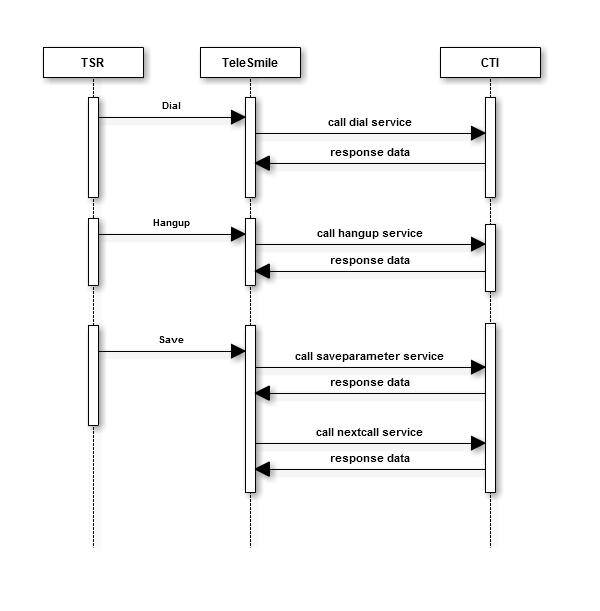 TSR
TeleSmile
CTI
Dial
call dial service
response data
Hangup
call hangup service
response data
Save
call saveparameter service
response data
call nextcall service
response data